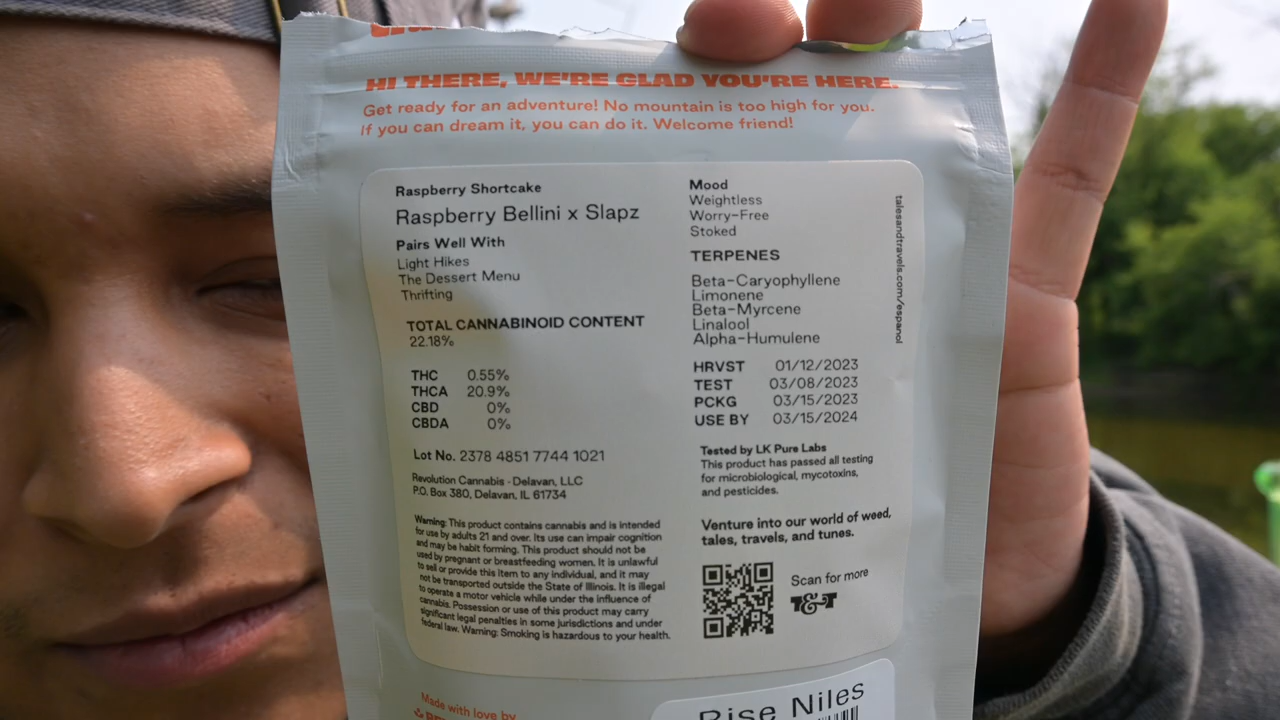 HI THERE, WE'RE GLAD YOU'RE HERE.
Get ready for an adventure! No mountain is too high for you.
If you can dream it, you can do it. Welcome friend!
Raspberry Shortcake
Raspberry Bellini x Slapz
Pairs Well With
Light Hikes
The Dessert Menu
Thrifting
TOTAL CANNABINOID CONTENT
22.18%
THC 0.55%
THCA 20.9%
CBD 0%
CBDA 0%
Lot No. 2378 4851 7744 1021
Revolution Cannabis - Delavan, LLC
P.O. Box 380, Delavan, IL 61734
Warning: This product contains cannabis and is intended
for use by adults 21 and over. Its use can impair cognition
and may be habit forming. This product should not be
used by pregnant or breastfeeding women. It is unlawful
to sell or provide this item to any individual, and it may
not be transported outside the State of Illinois. It is illegal
to operate a motor vehicle while under the influence of
cannabis. Possession or use of this product may carry
significant legal penalties in some jurisdictions and under
federal law. Warning: Smoking is hazardous to your health.
Mood
Weightless
Worry-Free
Stoked
TERPENES
Beta-Caryophyllene
Limonene
Beta-Myrcene
Linalool
Alpha-Humulene
HRVST 01/12/2023
TEST 03/08/2023
PCKG 03/15/2023
USE BY 03/15/2024
Tested by LK Pure Labs
This product has passed all testing
for microbiological, mycotoxins,
and pesticides.
Venture into our world of weed,
tales, travels, and tunes.
Scan for more
T&T
talesandtravels.com/espanol
Made with love by
Rise Niles